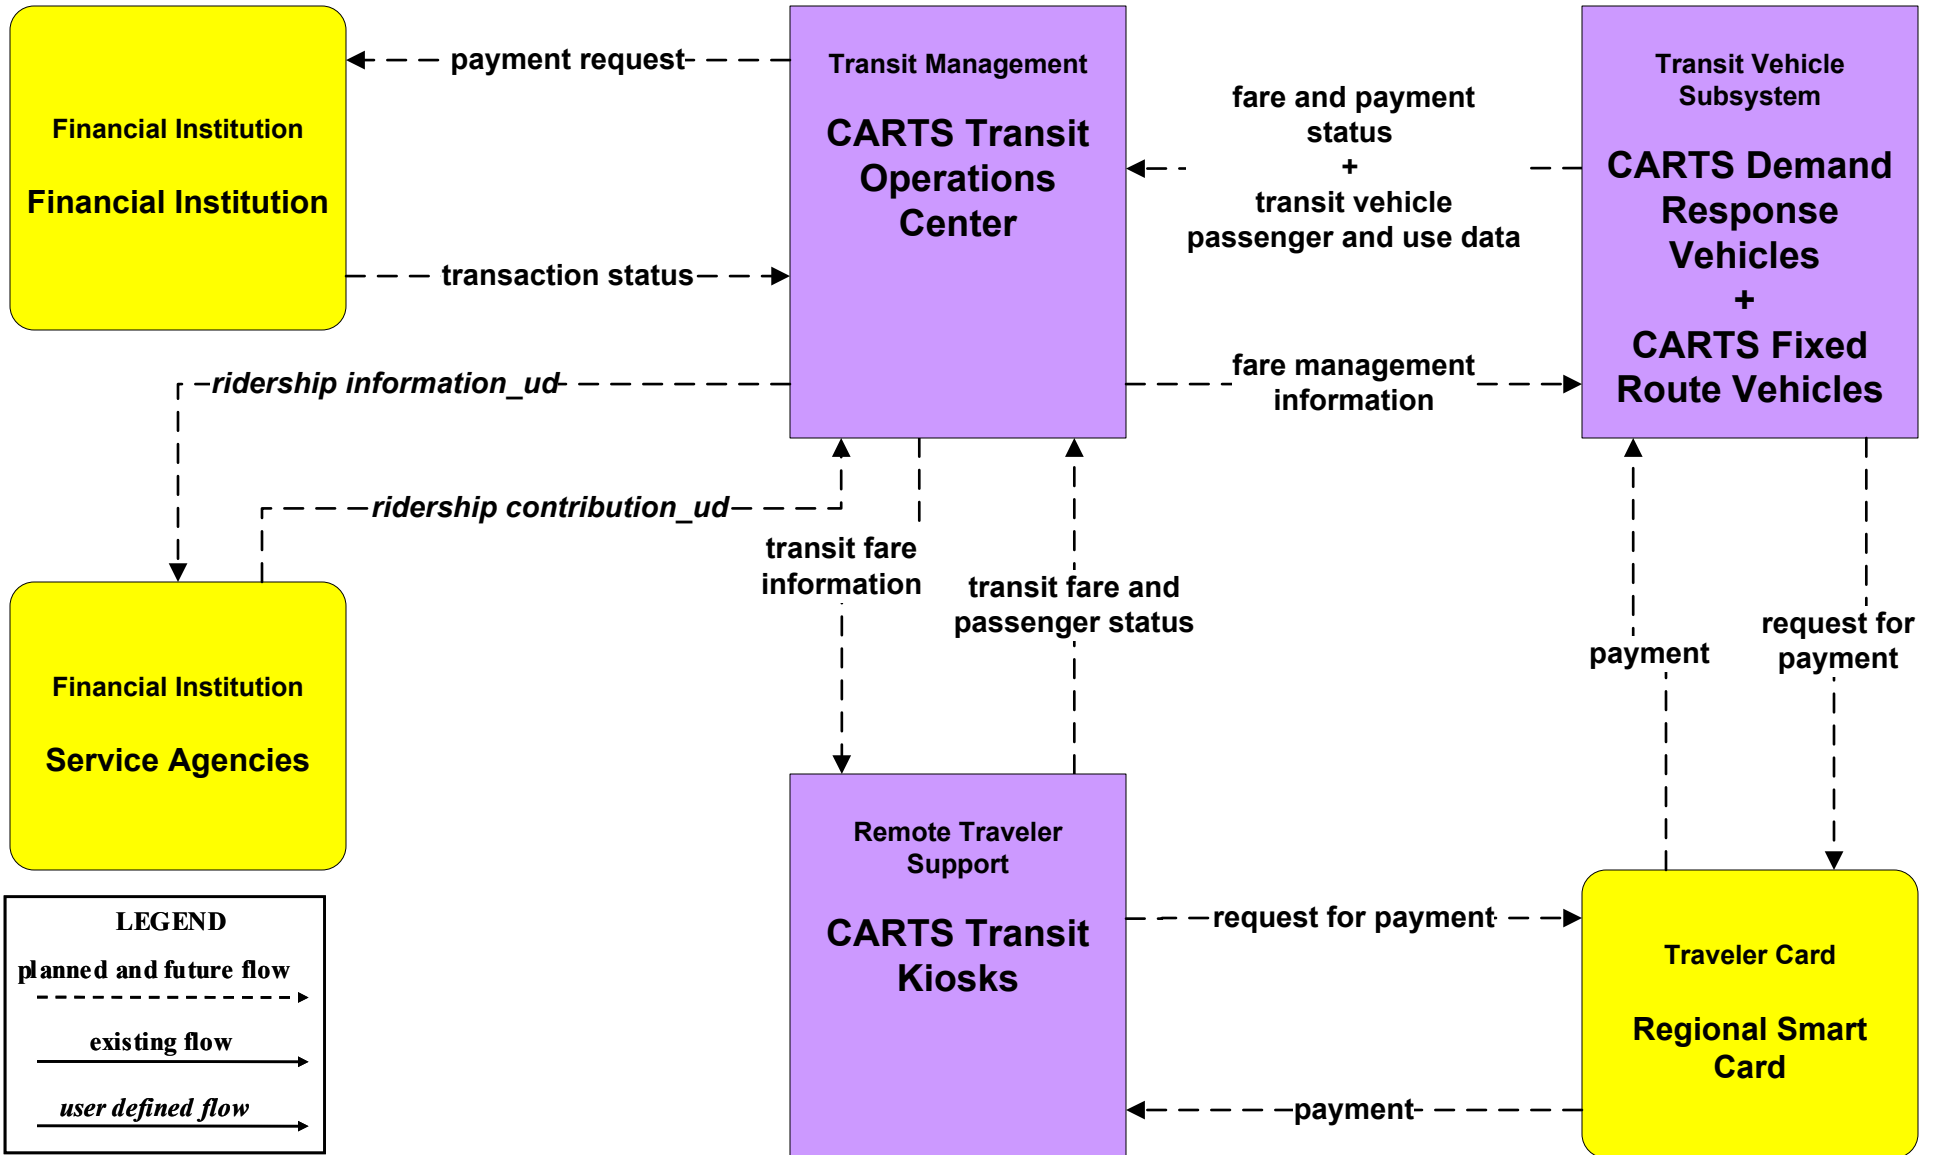 Financial Institution
Financial Institution
payment request
transaction status
Transit Management
CARTS Transit
Operations
Center
fare and payment
status
+
transit vehicle
passenger and use data
fare management
information
Transit Vehicle
Subsystem
CARTS Demand
Response
Vehicles
+
CARTS Fixed
Route Vehicles
ridership information_ud
ridership contribution_ud
transit fare
information
transit fare and
passenger status
payment
request for
payment
Financial Institution
Service Agencies
Remote Traveler
Support
CARTS Transit
Kiosks
request for payment
payment
Traveler Card
Regional Smart
Card
LEGEND
planned and future flow
existing flow
user defined flow